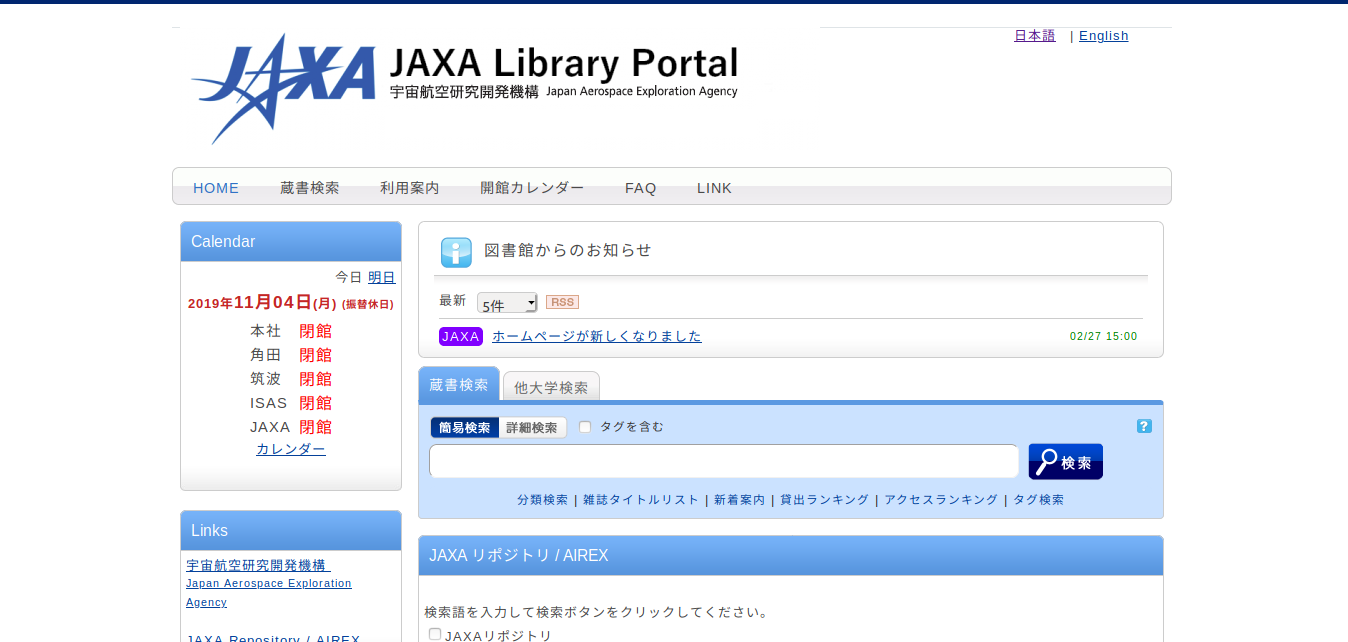 JAXA
JAXA Library Portal
宇宙航空研究開発機構 Japan Aerospace Exploration Agency
日本語 | English
HOME 蔵書検索 利用案内 開館カレンダー FAQ LINK
Calendar
今日 明日
2019年11月04日(月) (振替休日)
本社 閉館
角田 閉館
筑波 閉館
ISAS 閉館
JAXA 閉館
カレンダー
Links
宇宙航空研究開発機構
Japan Aerospace Exploration
Agency
JAXA Repository / AIREX
図書館からのお知らせ
最新 5件 RSS
JAXA ホームページが新しくなりました 02/27 15:00
蔵書検索 他大学検索
簡易検索 詳細検索 タグを含む ?
検索
分類検索 | 雑誌タイトルリスト | 新着案内 | 貸出ランキング | アクセスランキング | タグ検索
JAXA リポジトリ / AIREX
検索語を入力して検索ボタンをクリックしてください。
JAXAリポジトリ